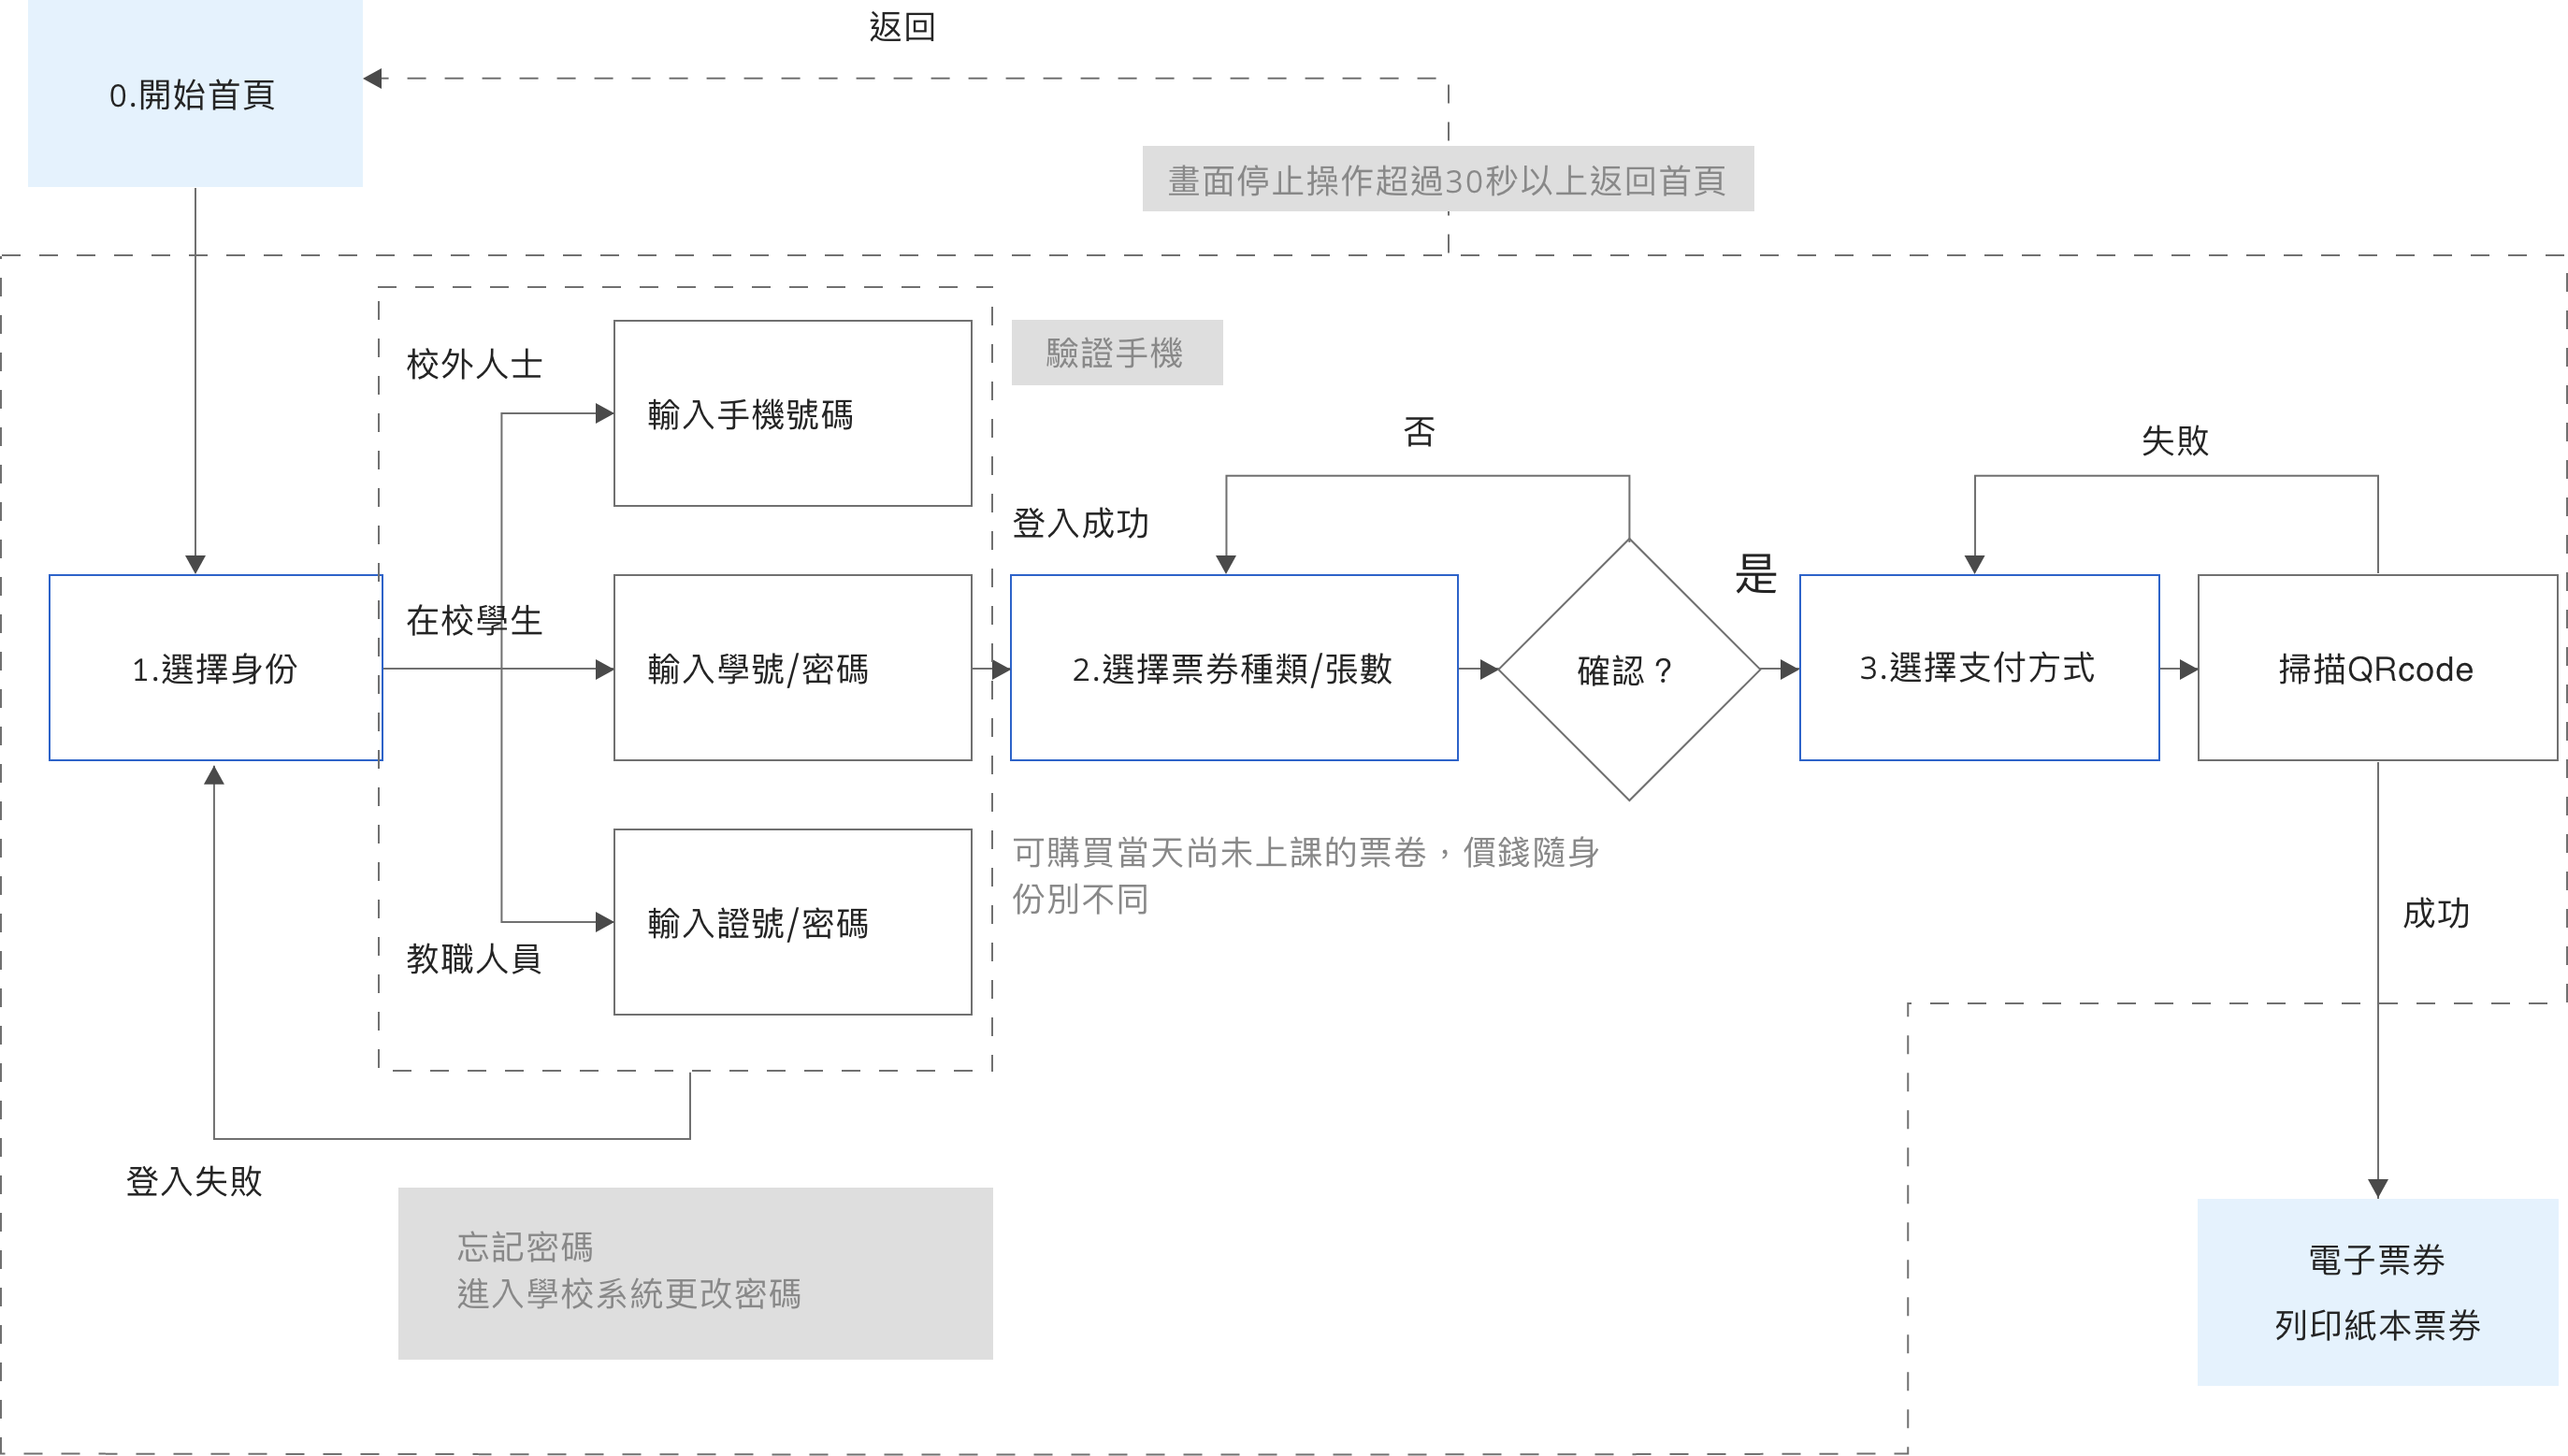 返回
0.開始首頁
畫面停止操作超過30秒以上返回首頁
校外人士
驗證手機
輸入手機號碼
否
失敗
登入成功
是
在校學生
1.選擇身份
輸入學號/密碼
2.選擇票券種類/張數
確認？
3.選擇支付方式
掃描QRcode
可購買當天尚未上課的票卷，價錢隨身
份別不同
輸入證號/密碼
成功
教職人員
登入失敗
忘記密碼
進入學校系統更改密碼
電子票券
列印紙本票券